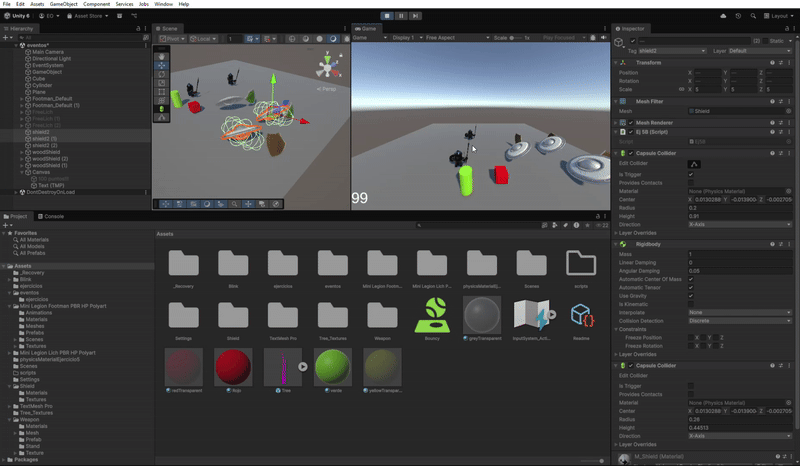 File Edit Assets GameObject Component Services Jobs Window Help
Unity 6 EG Asset Store Layout
Hierarchy
All
eventos*
Main Camera
Directional Light
EventSystem
GameObject
Cube
Cylinder
Plane
Footmen_Default
Footmen_Default (1)
shield2
shield2 (1)
shield2 (2)
woodShield
woodShield (2)
woodShield (1)
Canvas
Text (TMP)
DontDestroyOnLoad
Scene
Pivot Local 1
Persp
Game
Game Display 1 Free Aspect Scale 1x Play Focused
99
Inspector
Static
Tag shield2 Layer Default
Transform
Position X Y Z
Rotation X Y Z
Scale X 5 Y 5 Z 5
Mesh Filter
Mesh Shield
Mesh Renderer
Ej 5B (Script)
Script
Capsule Collider
Edit Collider
Is Trigger
Provides Contacts
Material None (Physics Material)
Center X 0.0130288 Y -0.013900 Z -0.002705
Radius 0.2
Height 0.91
Direction X-Axis
Layer Overrides
Rigidbody
Mass 1
Linear Damping 0
Angular Damping 0.05
Automatic Center Of Mass
Automatic Tensor
Use Gravity
Is Kinematic
Interpolate None
Collision Detection Discrete
Constraints
Freeze Position X Y Z
Freeze Rotation X Y Z
Layer Overrides
Capsule Collider
Edit Collider
Is Trigger
Provides Contacts
Material None (Physics Material)
Center X 0.0130288 Y -0.013900 Z -0.002705
Radius 0.26
Height 0.44513
Direction X-Axis
Layer Overrides
M_Shield (Material)
Project Console
22
Favorites
All Materials
All Models
All Prefabs
Assets
_Recovery
Blink
ejercicios
eventos
ejercicios
Mini Legion Footmen PBR HP Polyart
Animations
Materials
Meshes
Prefabs
Scenes
Textures
Mini Legion Lich PBR HP Polyart
physicsMaterialEjercicio5
Scenes
scripts
Settings
Shield
Materials
Textures
TextMesh Pro
Tree_Textures
Weapon
Materials
Mesh
Prefab
Stand
Texture
Packages
Assets
_Recovery Blink ejercicios eventos Mini Legion Footm... Mini Legion Lich P... physicsMaterialEj... Scenes scripts
Settings Shield TextMesh Pro Tree_Textures Weapon Bouncy greyTransparent InputSystem_Act... Readme
redTransparent Rojo Tree verde yellowTranspar...